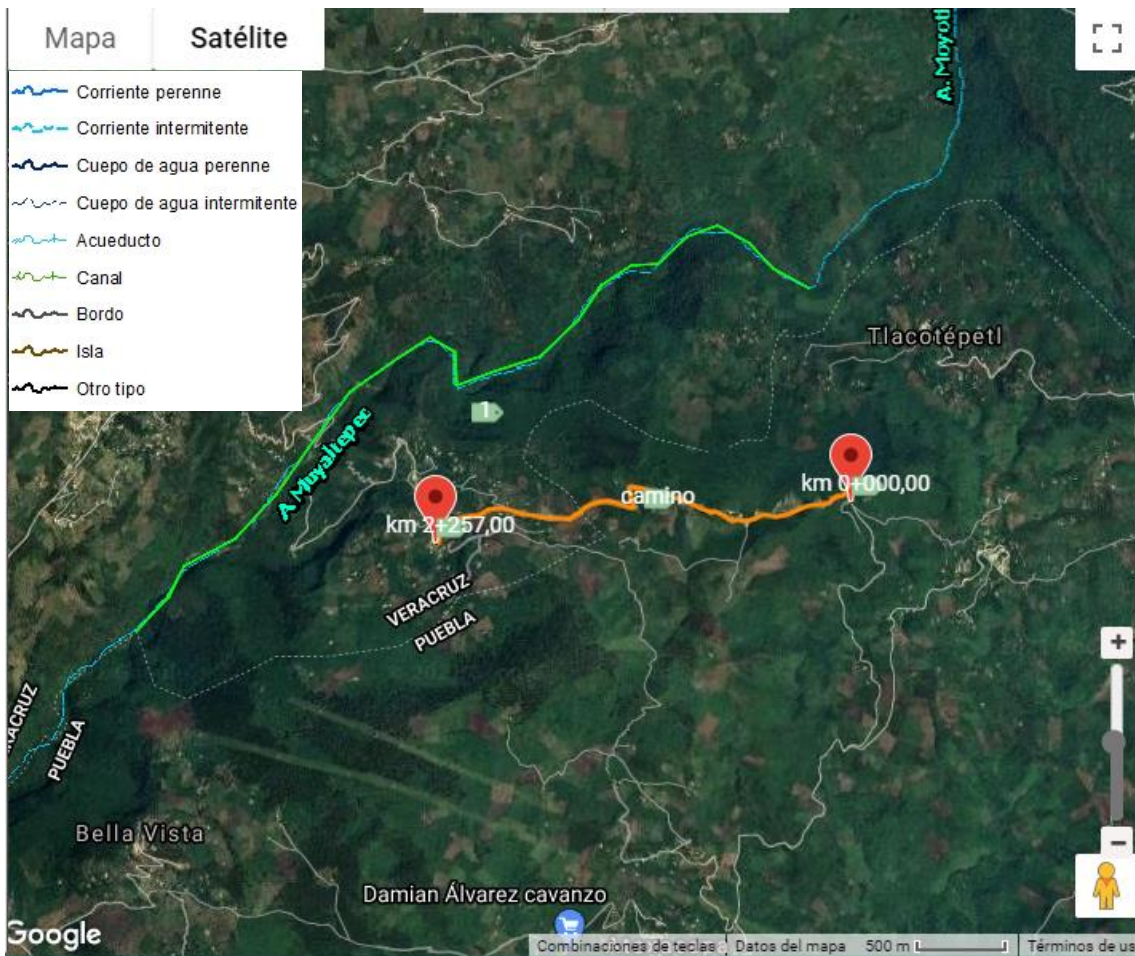 Mapa
Satélite
Corriente perenne
Corriente intermitente
Cuepo de agua perenne
Cuepo de agua intermitente
Acueducto
Canal
Bordo
Isla
Otro tipo
A. Moyotl
Tlacotépetl
1
A. Muyaltepec
camino
km 0+000,00
km 2+257,00
VERACRUZ
PUEBLA
RACRUZ
PUEBLA
Bella Vista
Damian Álvarez cavanzo
Google
Combinaciones de teclas
Datos del mapa
500 m
Términos de us